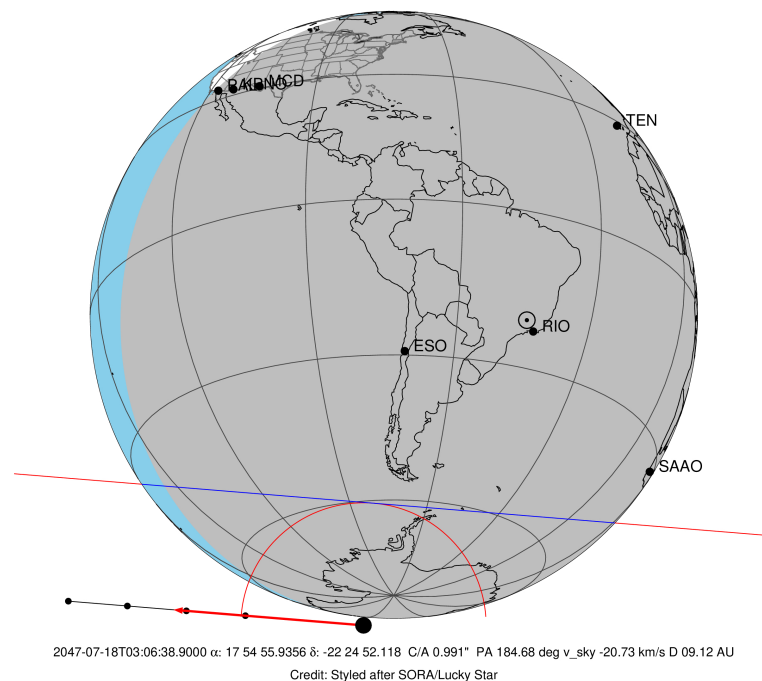 PAL KPNO MCD
TEN
RIO
ESO
SAAO
2047-07-18T03:06:38.9000 α: 17 54 55.9356 δ: -22 24 52.118 C/A 0.991" PA 184.68 deg v_sky -20.73 km/s D 09.12 AU
Credit: Styled after SORA/Lucky Star